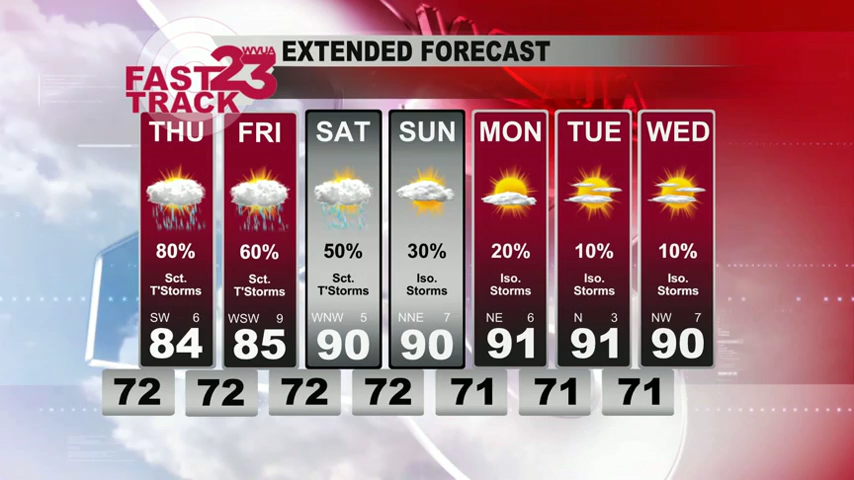 WVUA
23
FAST
TRACK
EXTENDED FORECAST
THU FRI SAT SUN MON TUE WED
80% 60% 50% 30% 20% 10% 10%
Sct. Sct. Sct. Iso. Iso. Iso. Iso.
T'Storms T'Storms T'Storms Storms Storms Storms Storms
SW 6 WSW 9 WNW 5 NNE 7 NE 6 N 3 NW 7
84 85 90 90 91 91 90
72 72 72 72 71 71 71